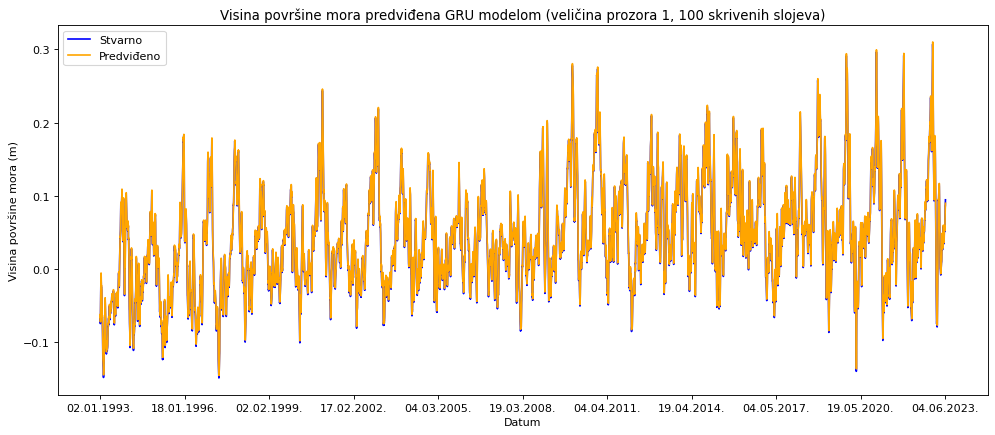 Visina površine mora predviđena GRU modelom (veličina prozora 1, 100 skrivenih slojeva)
Stvarno
Predviđeno
Visina površine mora (m)
0.3
0.2
0.1
0.0
−0.1
02.01.1993. 18.01.1996. 02.02.1999. 17.02.2002. 04.03.2005. 19.03.2008. 04.04.2011. 19.04.2014. 04.05.2017. 19.05.2020. 04.06.2023.
Datum